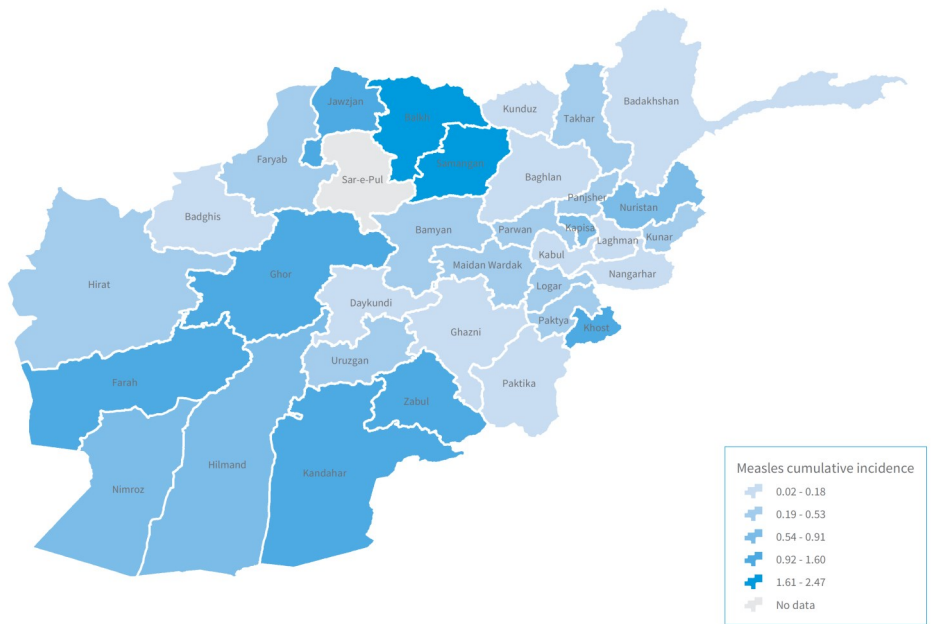 Jawzjan
Balkh
Kunduz
Takhar
Badakhshan
Faryab
Samangan
Sar-e-Pul
Baghlan
Panjsher
Nuristan
Badghis
Bamyan
Parwan
Kapisa
Laghman
Kunar
Kabul
Nangarhar
Maidan Wardak
Ghor
Hirat
Logar
Daykundi
Paktya
Khost
Ghazni
Uruzgan
Farah
Paktika
Zabul
Hilmand
Kandahar
Nimroz
Measles cumulative incidence
0.02 - 0.18
0.19 - 0.53
0.54 - 0.91
0.92 - 1.60
1.61 - 2.47
No data